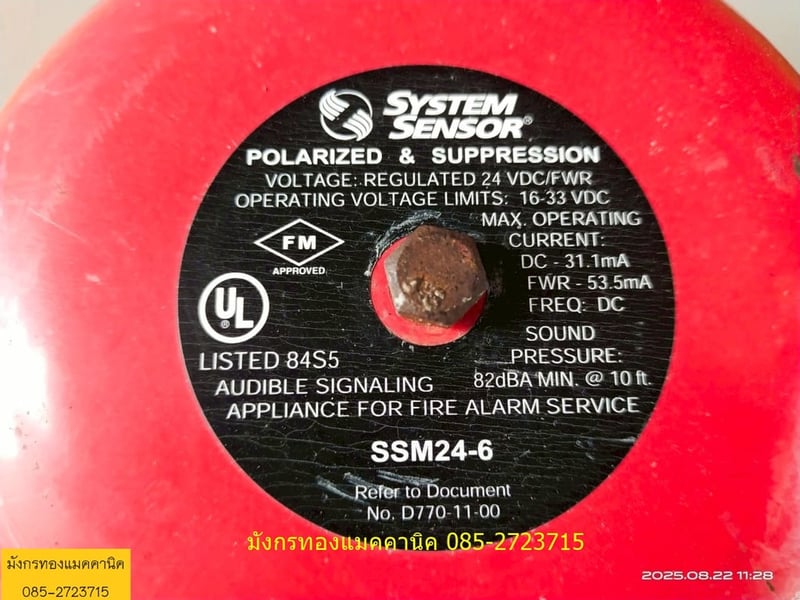 SYSTEM
SENSOR®
POLARIZED & SUPPRESSION
VOLTAGE: REGULATED 24 VDC/FWR
OPERATING VOLTAGE LIMITS: 16-33 VDC
MAX. OPERATING
CURRENT:
DC - 31.1mA
FWR - 53.5mA
FREQ: DC
FM
APPROVED
UL®
LISTED 84S5
SOUND
PRESSURE:
82dBA MIN. @ 10 ft.
AUDIBLE SIGNALING
APPLIANCE FOR FIRE ALARM SERVICE
SSM24-6
Refer to Document
No. D770-11-00
มังกรทองแมคคานิค 085-2723715
มังกรทองแมคคานิค
085-2723715
2025.08.22 11:28